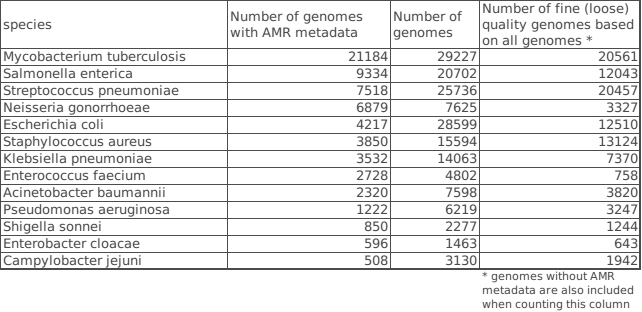 species
Number of genomes
with AMR metadata
Number of
genomes
Number of fine (loose)
quality genomes based
on all genomes *
Mycobacterium tuberculosis 21184 29227 20561
Salmonella enterica 9334 20702 12043
Streptococcus pneumoniae 7518 25736 20457
Neisseria gonorrhoeae 6879 7625 3327
Escherichia coli 4217 28599 12510
Staphylococcus aureus 3850 15594 13124
Klebsiella pneumoniae 3532 14063 7370
Enterococcus faecium 2728 4802 758
Acinetobacter baumannii 2320 7598 3820
Pseudomonas aeruginosa 1222 6219 3247
Shigella sonnei 850 2277 1244
Enterobacter cloacae 596 1463 643
Campylobacter jejuni 508 3130 1942
* genomes without AMR
metadata are also included
when counting this column